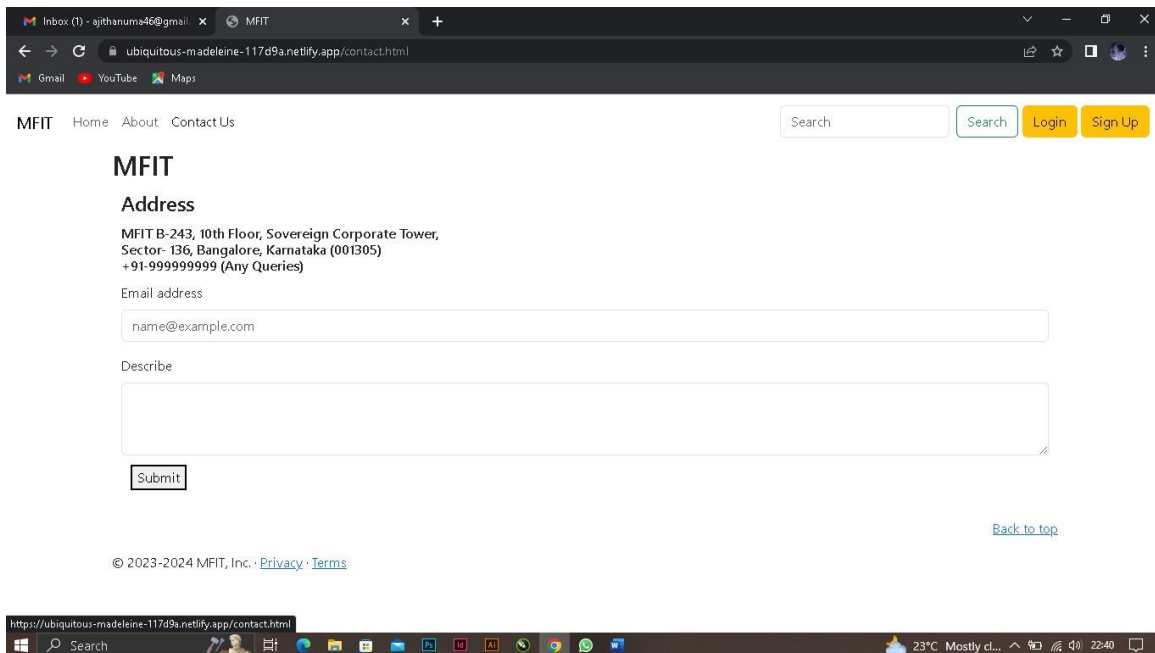 Inbox (1) - ajithanuma46@gmail.
MFIT
ubiquitous-madeleine-117d9a.netlify.app/contact.html
Gmail YouTube Maps
MFIT Home About Contact Us Search Search Login Sign Up
MFIT
Address
MFIT B-243, 10th Floor, Sovereign Corporate Tower,
Sector- 136, Bangalore, Karnataka (001305)
+91-999999999 (Any Queries)
Email address
name@example.com
Describe
Submit
Back to top
© 2023-2024 MFIT, Inc. · Privacy · Terms
https://ubiquitous-madeleine-117d9a.netlify.app/contact.html
Search Ps Id Ai 23°C Mostly cl... 22:40